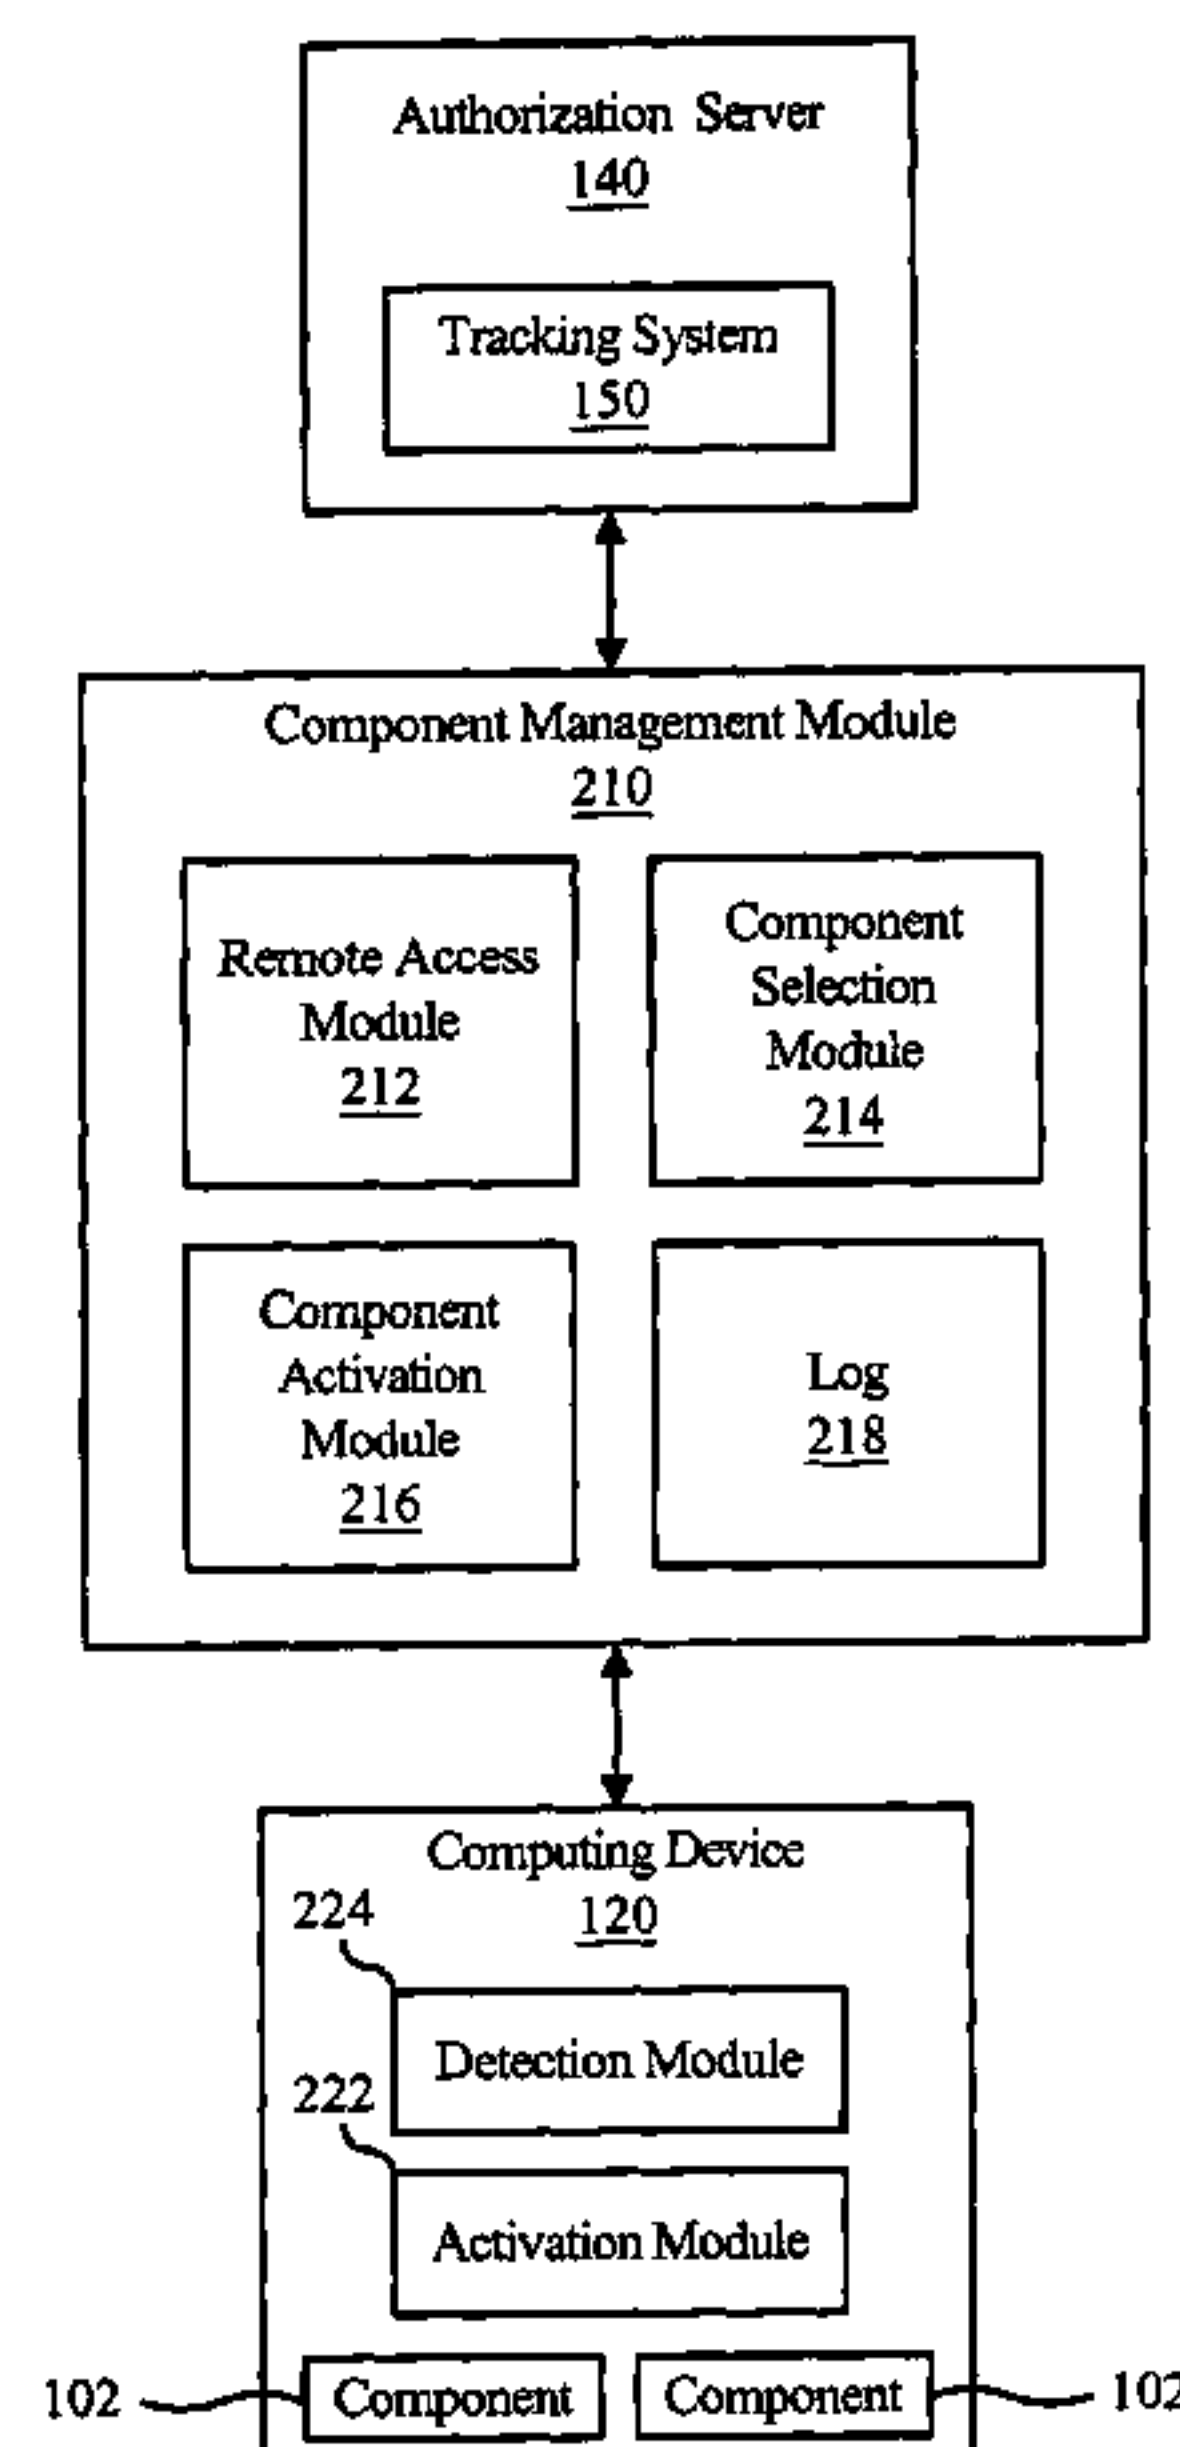 Authorization Server
140
Tracking System
150
Component Management Module
210
Remote Access
Module
212
Component
Selection
Module
214
Component
Activation
Module
216
Log
218
Computing Device
120
224
Detection Module
222
Activation Module
102
Component
Component
102